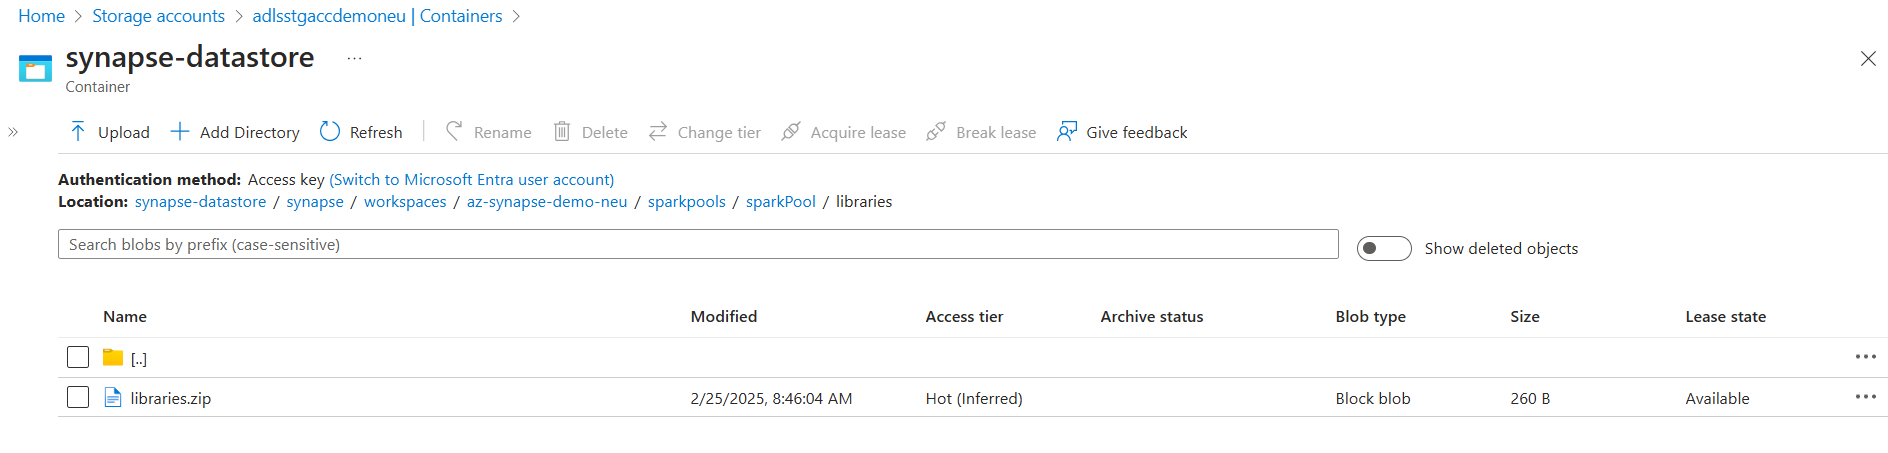 Home > Storage accounts > adlsstgaccdemoneu | Containers >
synapse-datastore ...
Container
Upload Add Directory Refresh Rename Delete Change tier Acquire lease Break lease Give feedback
Authentication method: Access key (Switch to Microsoft Entra user account)
Location: synapse-datastore / synapse / workspaces / az-synapse-demo-neu / sparkpools / sparkPool / libraries
Search blobs by prefix (case-sensitive)
Show deleted objects
Name Modified Access tier Archive status Blob type Size Lease state
[..]
libraries.zip 2/25/2025, 8:46:04 AM Hot (Inferred) Block blob 260 B Available